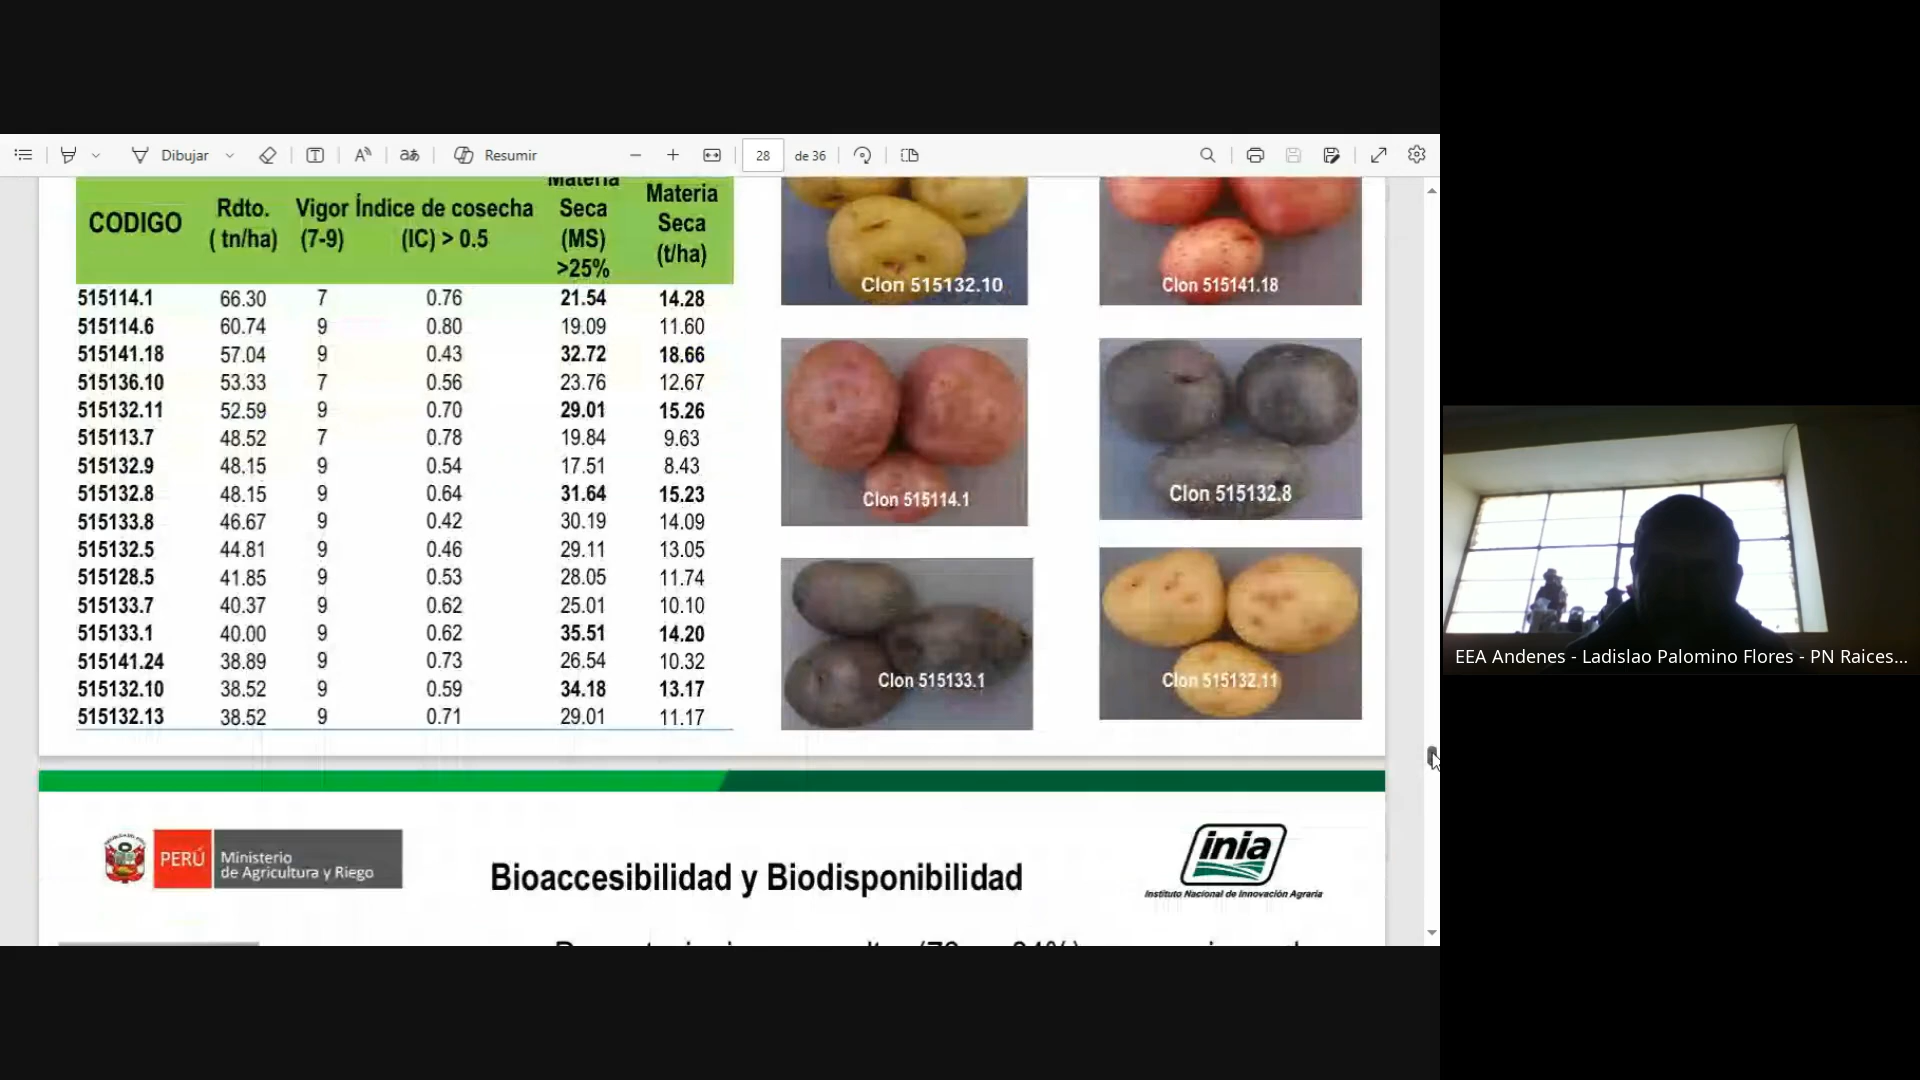 Dibujar
Resumir
28
de 36
CODIGO Rdto. ( tn/ha) Vigor (7-9) Índice de cosecha (IC) > 0.5 Materia Seca (MS) >25% Materia Seca (t/ha)
515114.1 66.30 7 0.76 21.54 14.28
515114.6 60.74 9 0.80 19.09 11.60
515141.18 57.04 9 0.43 32.72 18.66
515136.10 53.33 7 0.56 23.76 12.67
515132.11 52.59 9 0.70 29.01 15.26
515113.7 48.52 7 0.78 19.84 9.63
515132.9 48.15 9 0.54 17.51 8.43
515132.8 48.15 9 0.64 31.64 15.23
515133.8 46.67 9 0.42 30.19 14.09
515132.5 44.81 9 0.46 29.11 13.05
515128.5 41.85 9 0.53 28.05 11.74
515133.7 40.37 9 0.62 25.01 10.10
515133.1 40.00 9 0.62 35.51 14.20
515141.24 38.89 9 0.73 26.54 10.32
515132.10 38.52 9 0.59 34.18 13.17
515132.13 38.52 9 0.71 29.01 11.17
Clon 515132.10
Clon 515141.18
Clon 515114.1
Clon 515132.8
Clon 515133.1
Clon 515132.11
PERÚ
Ministerio
de Agricultura y Riego
Bioaccesibilidad y Biodisponibilidad
inia
Instituto Nacional de Innovación Agraria
EEA Andenes - Ladislao Palomino Flores - PN Raices...